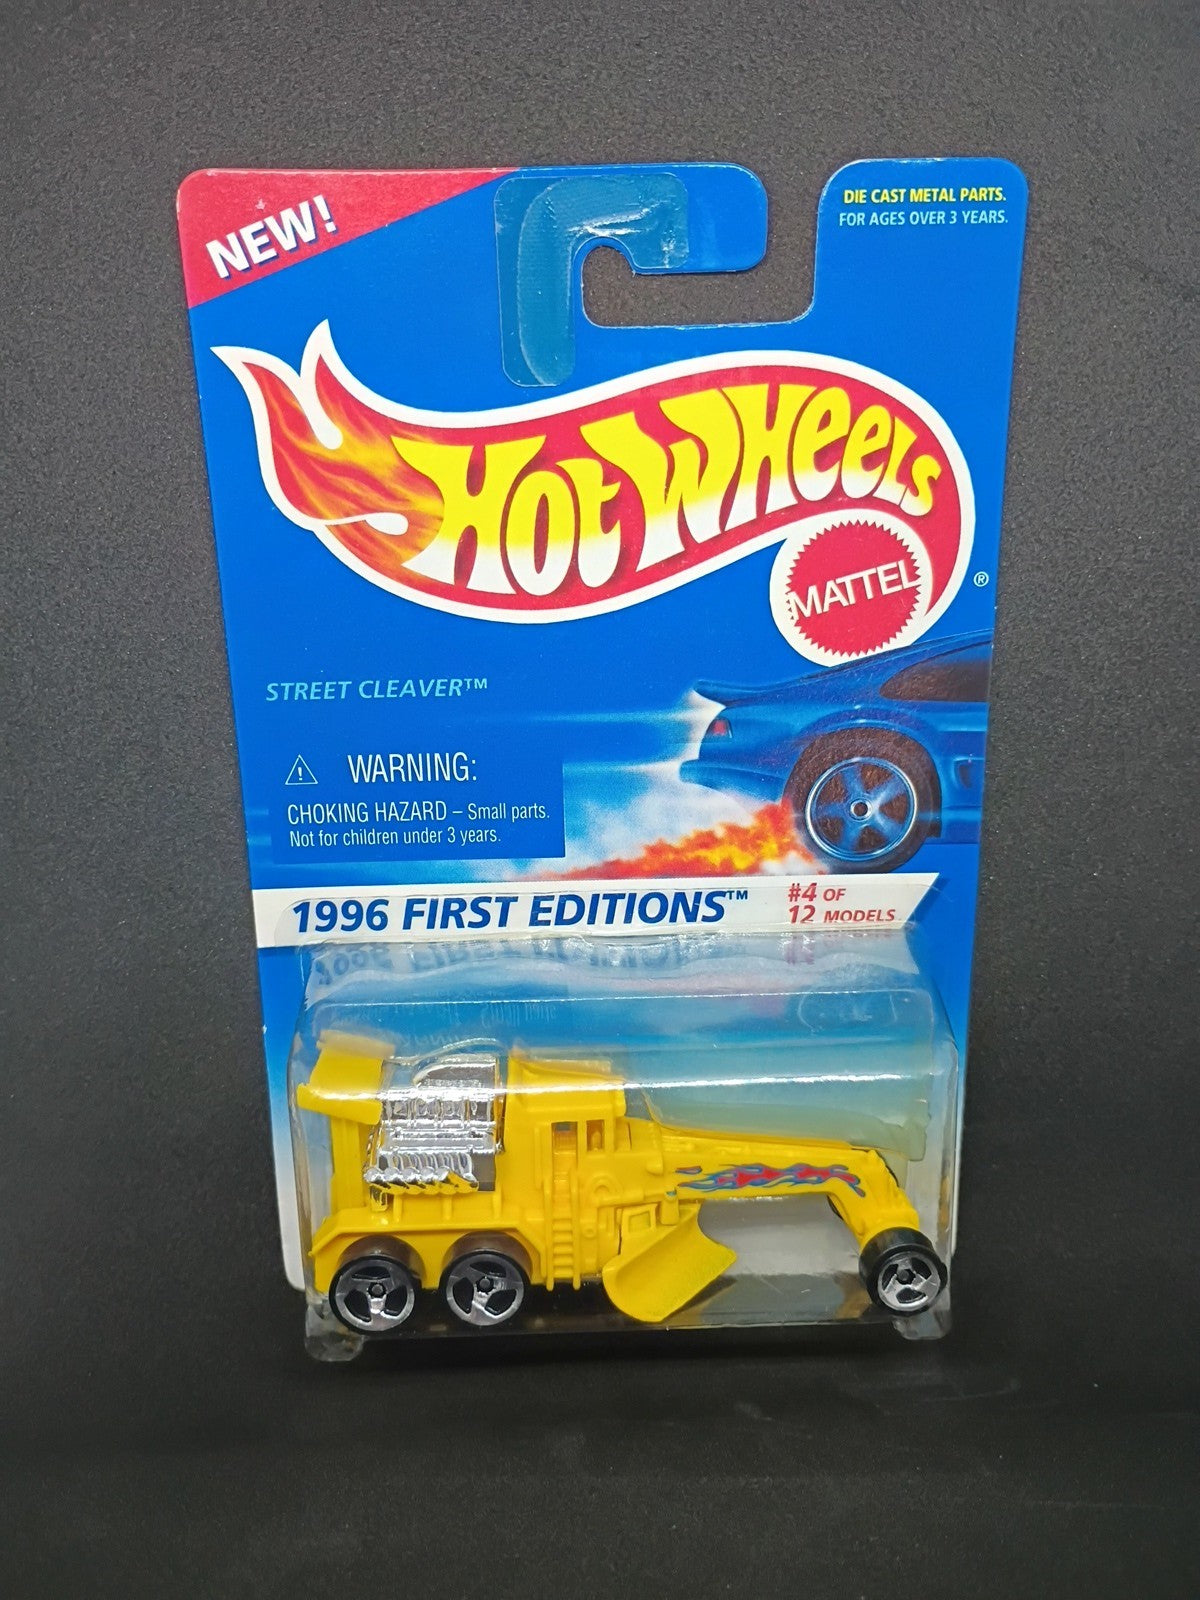 NEW!
DIE CAST METAL PARTS.
FOR AGES OVER 3 YEARS.
HOT WHEELS
MATTEL
®
STREET CLEAVER™
WARNING:
CHOKING HAZARD – Small parts.
Not for children under 3 years.
1996 FIRST EDITIONS™
#4 OF
12 MODELS